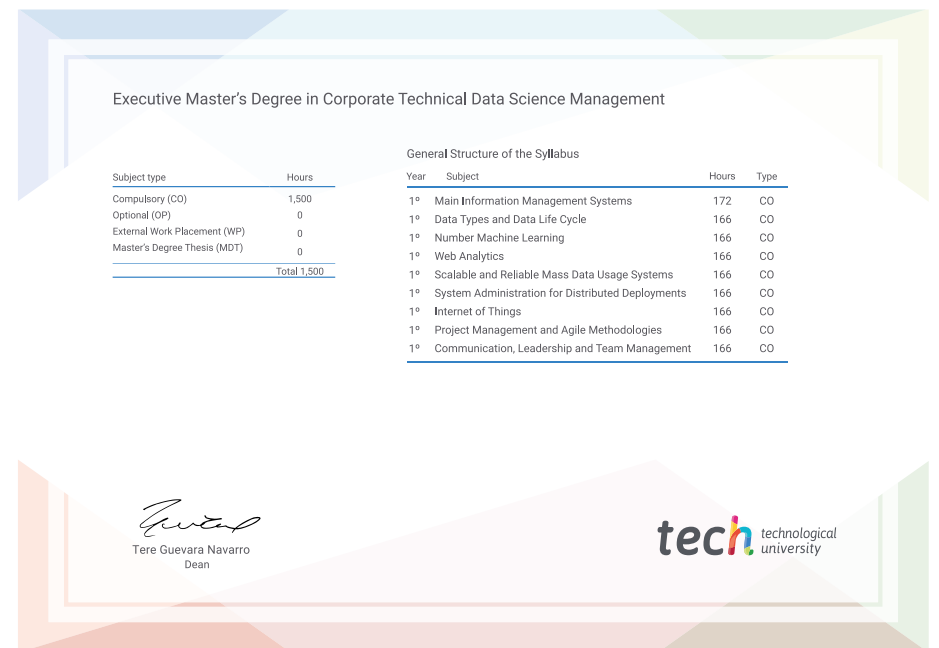 Executive Master's Degree in Corporate Technical Data Science Management
Subject type Hours
Compulsory (CO) 1,500
Optional (OP) 0
External Work Placement (WP) 0
Master's Degree Thesis (MDT) 0
Total 1,500
General Structure of the Syllabus
Year Subject Hours Type
1º Main Information Management Systems 172 CO
1º Data Types and Data Life Cycle 166 CO
1º Number Machine Learning 166 CO
1º Web Analytics 166 CO
1º Scalable and Reliable Mass Data Usage Systems 166 CO
1º System Administration for Distributed Deployments 166 CO
1º Internet of Things 166 CO
1º Project Management and Agile Methodologies 166 CO
1º Communication, Leadership and Team Management 166 CO
Tere Guevara Navarro
Dean
tech technological
university